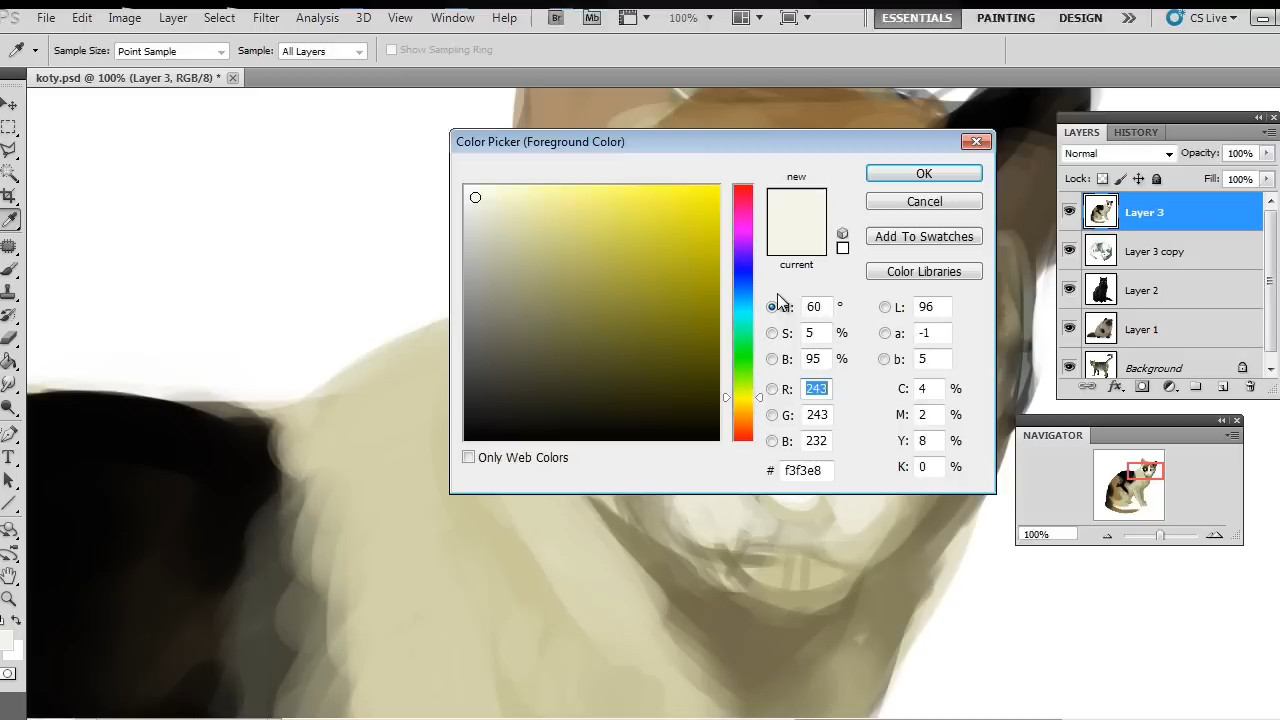 File Edit Image Layer Select Filter Analysis 3D View Window Help Br Mb 100% ESSENTIALS PAINTING DESIGN CS Live
Sample Size: Point Sample Sample: All Layers Show Sampling Ring
koty.psd @ 100% (Layer 3, RGB/8) *
Color Picker (Foreground Color)
new
current
OK
Cancel
Add To Swatches
Color Libraries
H: 60 ° L: 96
S: 5 % a: -1
B: 95 % b: 5
R: 243 C: 4 %
G: 243 M: 2 %
B: 232 Y: 8 %
# f3f3e8 K: 0 %
Only Web Colors
LAYERS HISTORY
Normal Opacity: 100%
Lock: Fill: 100%
Layer 3
Layer 3 copy
Layer 2
Layer 1
Background
NAVIGATOR
100%